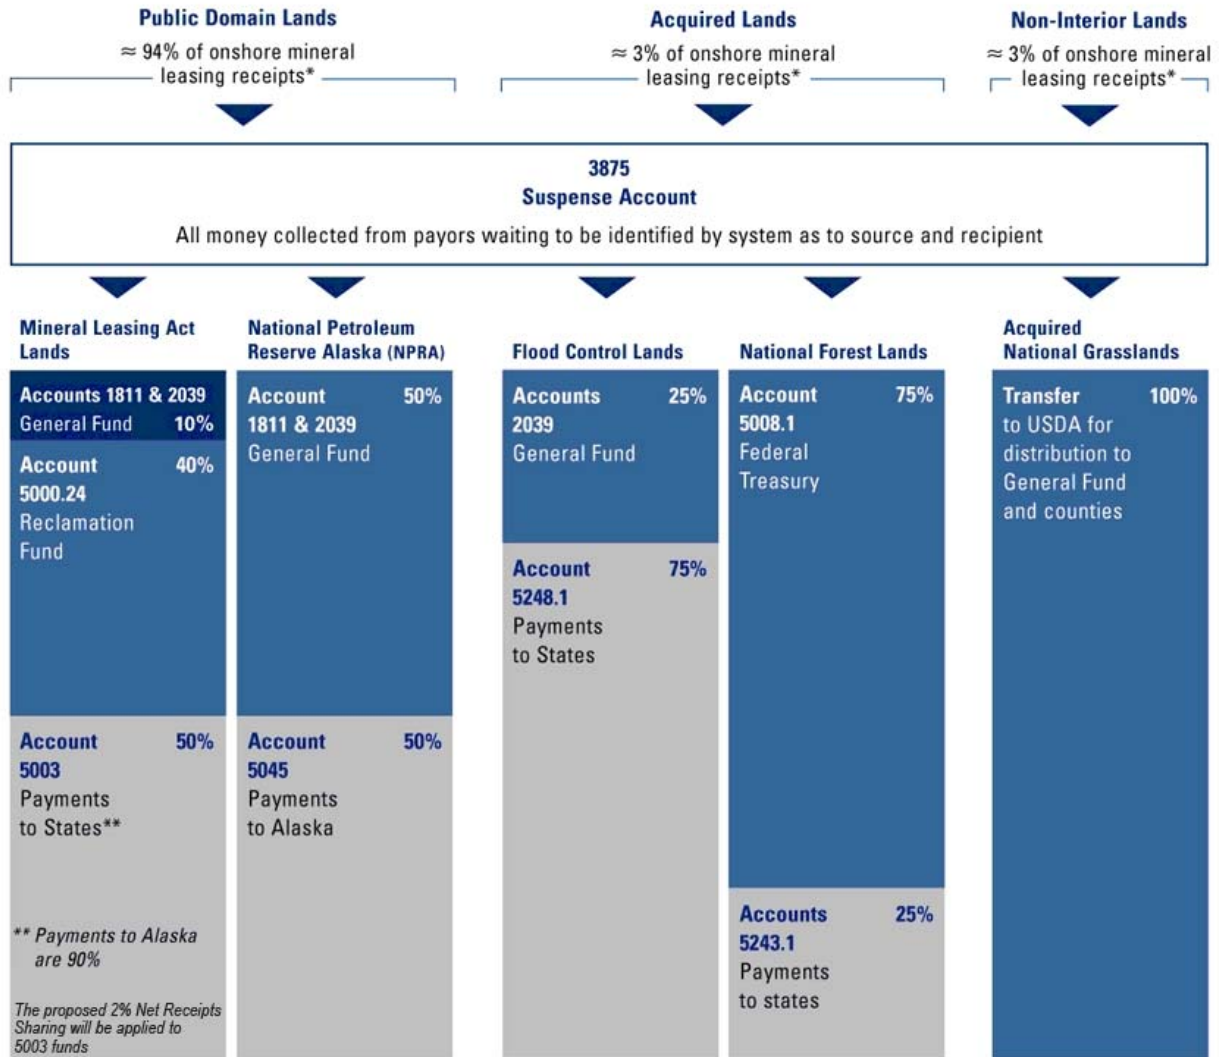 Public Domain Lands
≈ 94% of onshore mineral
leasing receipts*
Acquired Lands
≈ 3% of onshore mineral
leasing receipts*
Non-Interior Lands
≈ 3% of onshore mineral
leasing receipts*
3875
Suspense Account
All money collected from payors waiting to be identified by system as to source and recipient
Mineral Leasing Act
Lands
Accounts 1811 & 2039
General Fund 10%
Account 40%
5000.24
Reclamation
Fund
Account 50%
5003
Payments
to States**
** Payments to Alaska
are 90%
The proposed 2% Net Receipts
Sharing will be applied to
5003 funds
National Petroleum
Reserve Alaska (NPRA)
Account 50%
1811 & 2039
General Fund
Account 50%
5045
Payments
to Alaska
Flood Control Lands
Accounts 25%
2039
General Fund
Account 75%
5248.1
Payments
to States
National Forest Lands
Account 75%
5008.1
Federal
Treasury
Accounts 25%
5243.1
Payments
to states
Acquired
National Grasslands
Transfer 100%
to USDA for
distribution to
General Fund
and counties